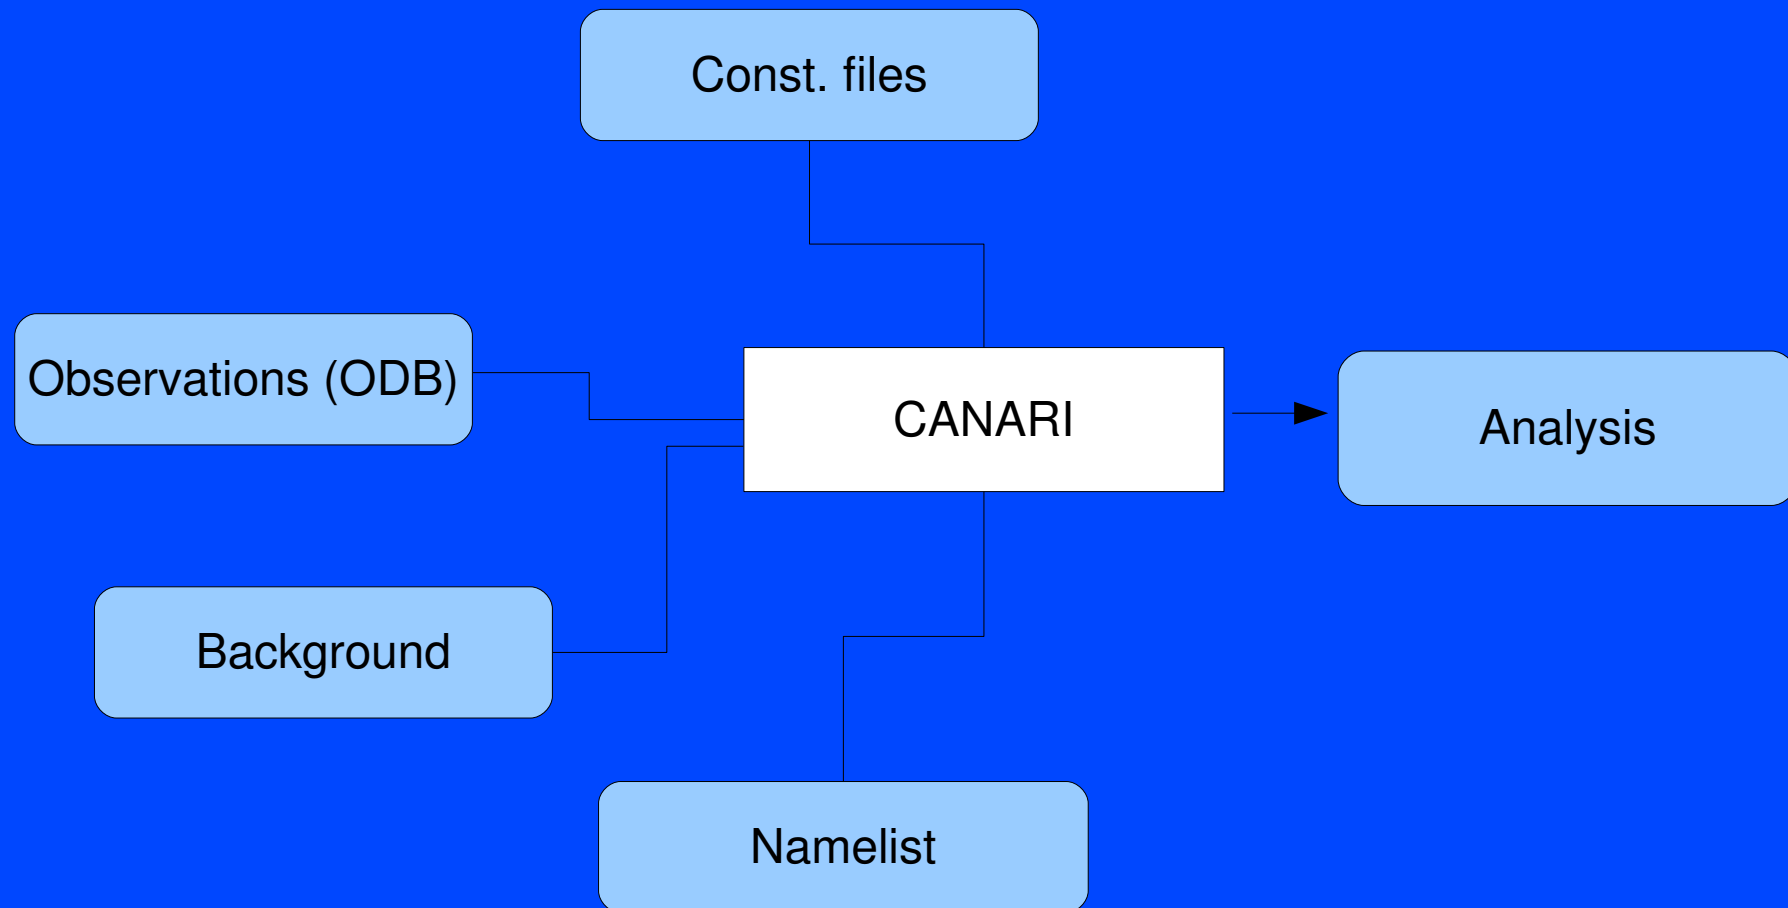 Const. files
Observations (ODB)
CANARI
Analysis
Background
Namelist